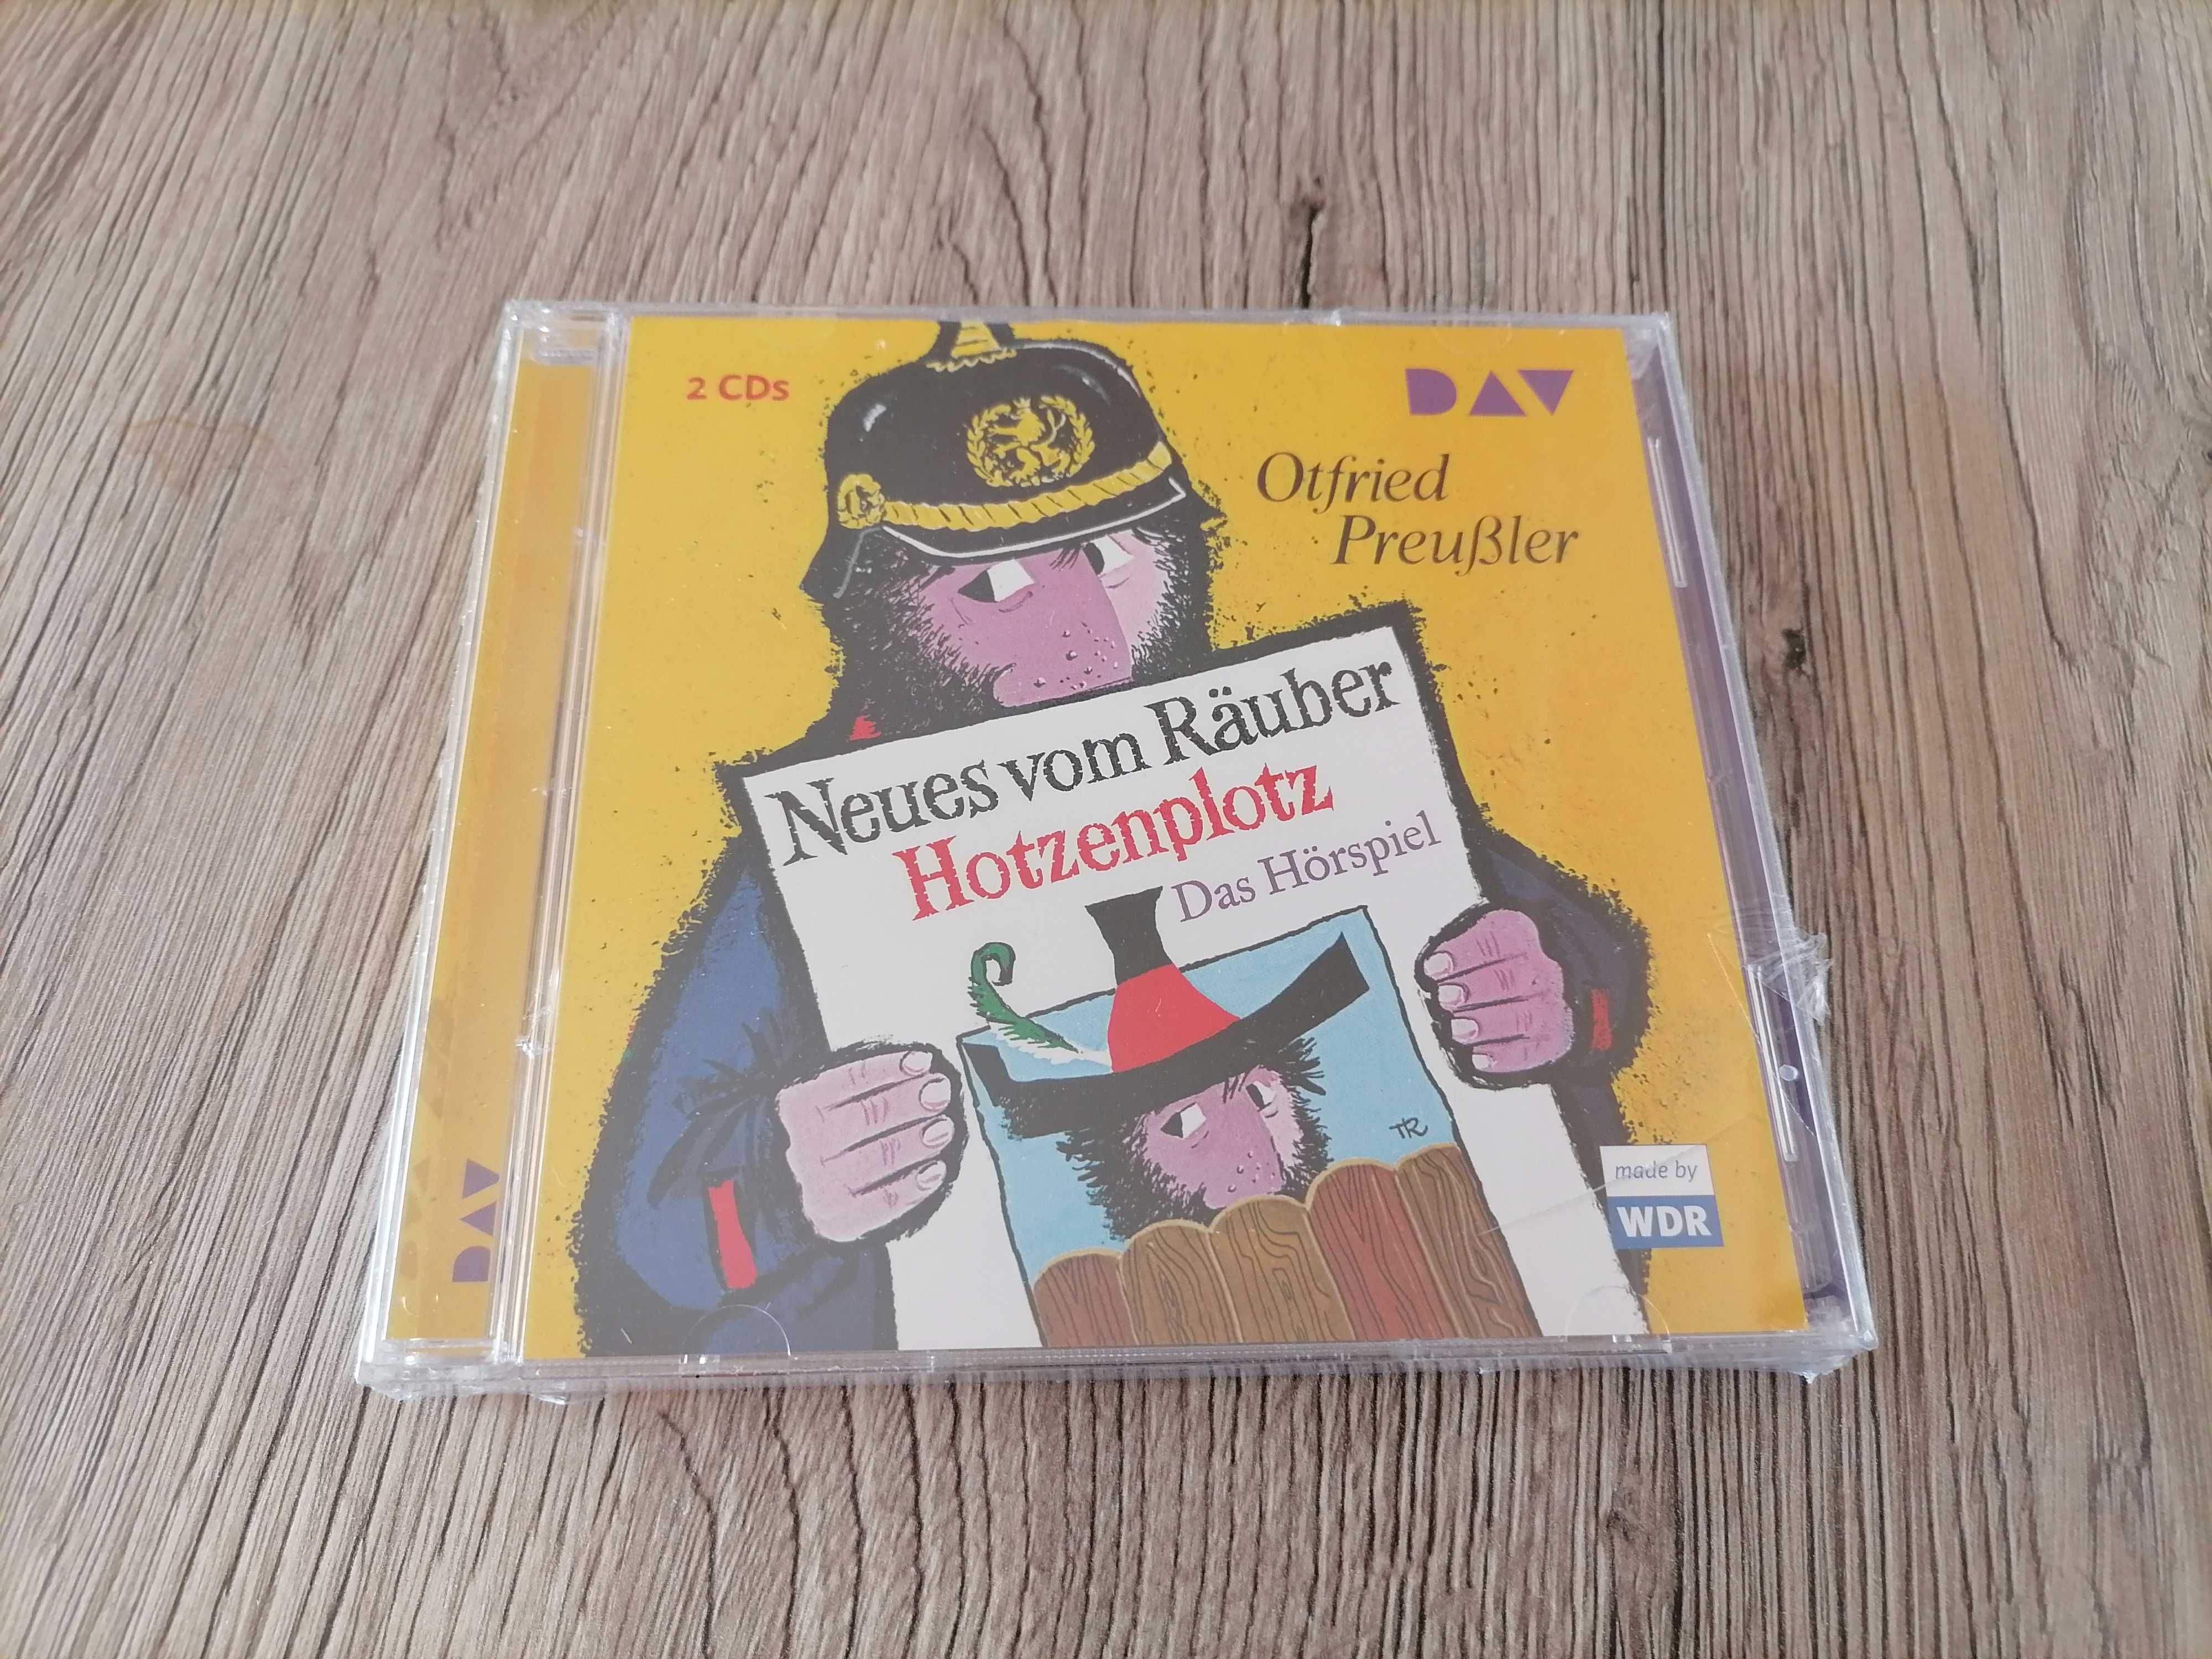 2 CDs
DAV
Otfried
Preußler
Neues vom Räuber
Hotzenplotz
Das Hörspiel
TR
made by
WDR
DAV